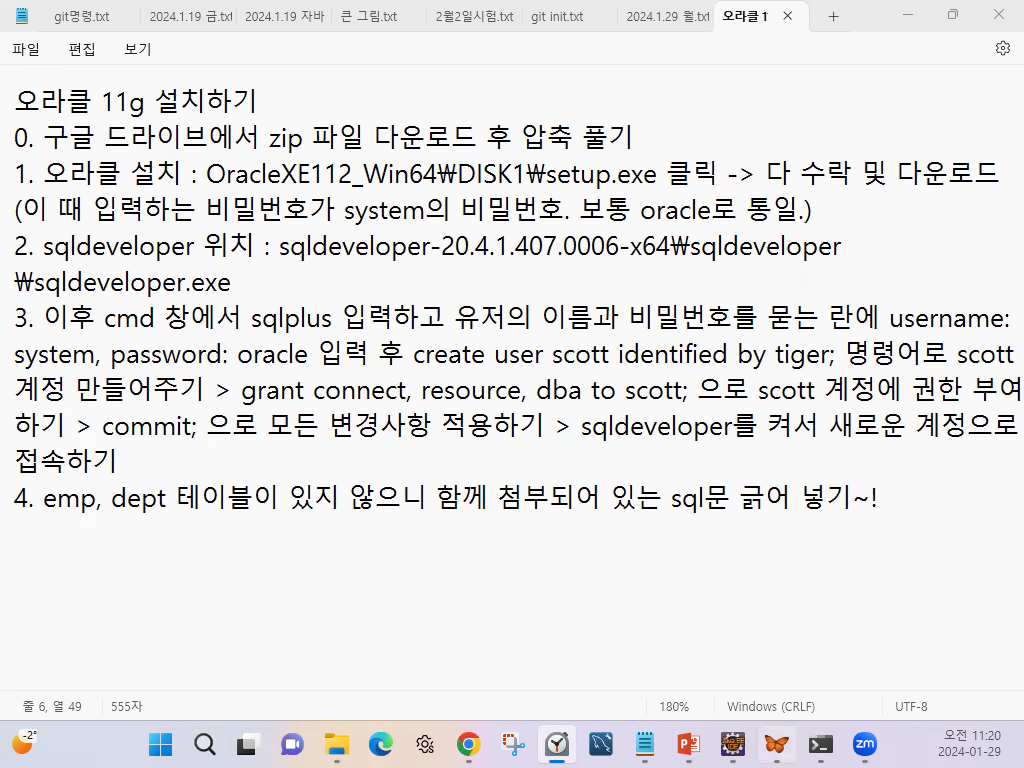 git명령.txt
2024.1.19 금.txt
2024.1.19 자바
큰 그림.txt
2월2일시험.txt
git init.txt
2024.1.29 월.txt
오라클 1
파일 편집 보기
오라클 11g 설치하기
0. 구글 드라이브에서 zip 파일 다운로드 후 압축 풀기
1. 오라클 설치 : OracleXE112_Win64₩DISK1₩setup.exe 클릭 -> 다 수락 및 다운로드
(이 때 입력하는 비밀번호가 system의 비밀번호. 보통 oracle로 통일.)
2. sqldeveloper 위치 : sqldeveloper-20.4.1.407.0006-x64₩sqldeveloper
₩sqldeveloper.exe
3. 이후 cmd 창에서 sqlplus 입력하고 유저의 이름과 비밀번호를 묻는 란에 username:
system, password: oracle 입력 후 create user scott identified by tiger; 명령어로 scott
계정 만들어주기 > grant connect, resource, dba to scott; 으로 scott 계정에 권한 부여
하기 > commit; 으로 모든 변경사항 적용하기 > sqldeveloper를 켜서 새로운 계정으로
접속하기
4. emp, dept 테이블이 있지 않으니 함께 첨부되어 있는 sql문 긁어 넣기~!
줄 6, 열 49
555자
180%
Windows (CRLF)
UTF-8
-2°
zm
오전 11:20
2024-01-29